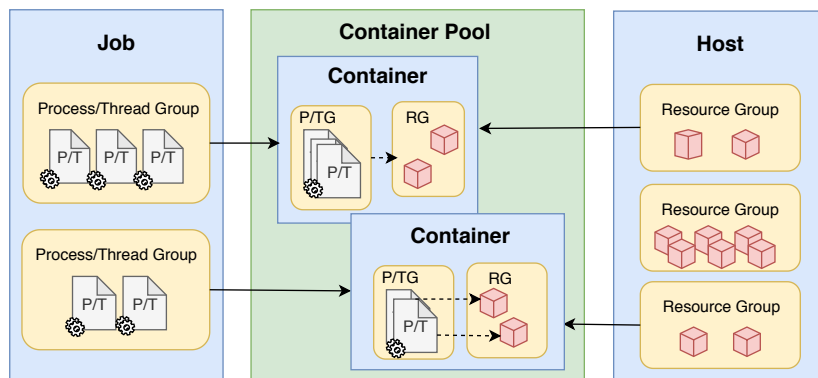 Job
Process/Thread Group
P/T
P/T
P/T
Process/Thread Group
P/T
P/T
Container Pool
Container
P/TG
RG
P/T
Container
P/TG
RG
P/T
Host
Resource Group
Resource Group
Resource Group